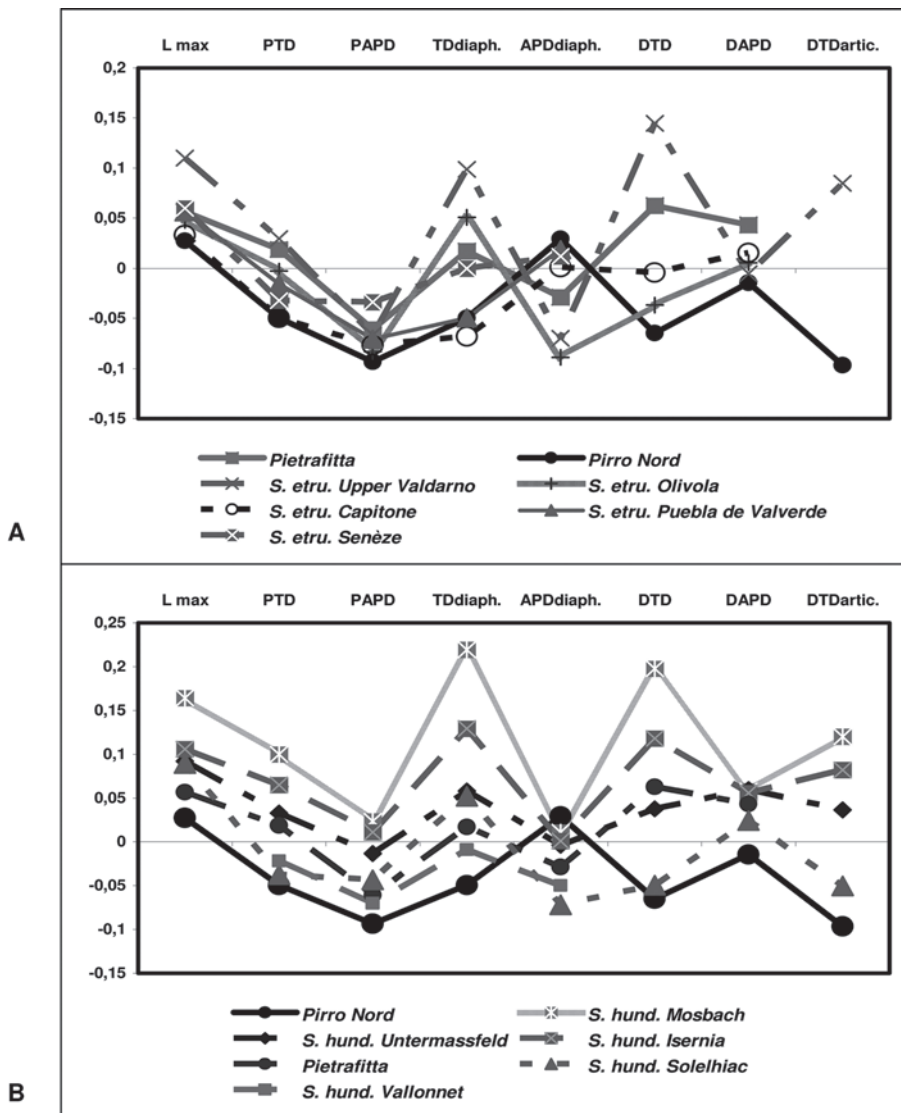 L max PTD PAPD TDdiaph. APDdiaph. DTD DAPD DTDartic.
0,2
0,15
0,1
0,05
0
-0,05
-0,1
-0,15
Pietrafitta Pirro Nord
S. etru. Upper Valdarno S. etru. Olivola
S. etru. Capitone S. etru. Puebla de Valverde
S. etru. Senèze
A
L max PTD PAPD TDdiaph. APDdiaph. DTD DAPD DTDartic.
0,25
0,2
0,15
0,1
0,05
0
-0,05
-0,1
-0,15
Pirro Nord S. hund. Mosbach
S. hund. Untermassfeld S. hund. Isernia
Pietrafitta S. hund. Solelhiac
S. hund. Vallonnet
B